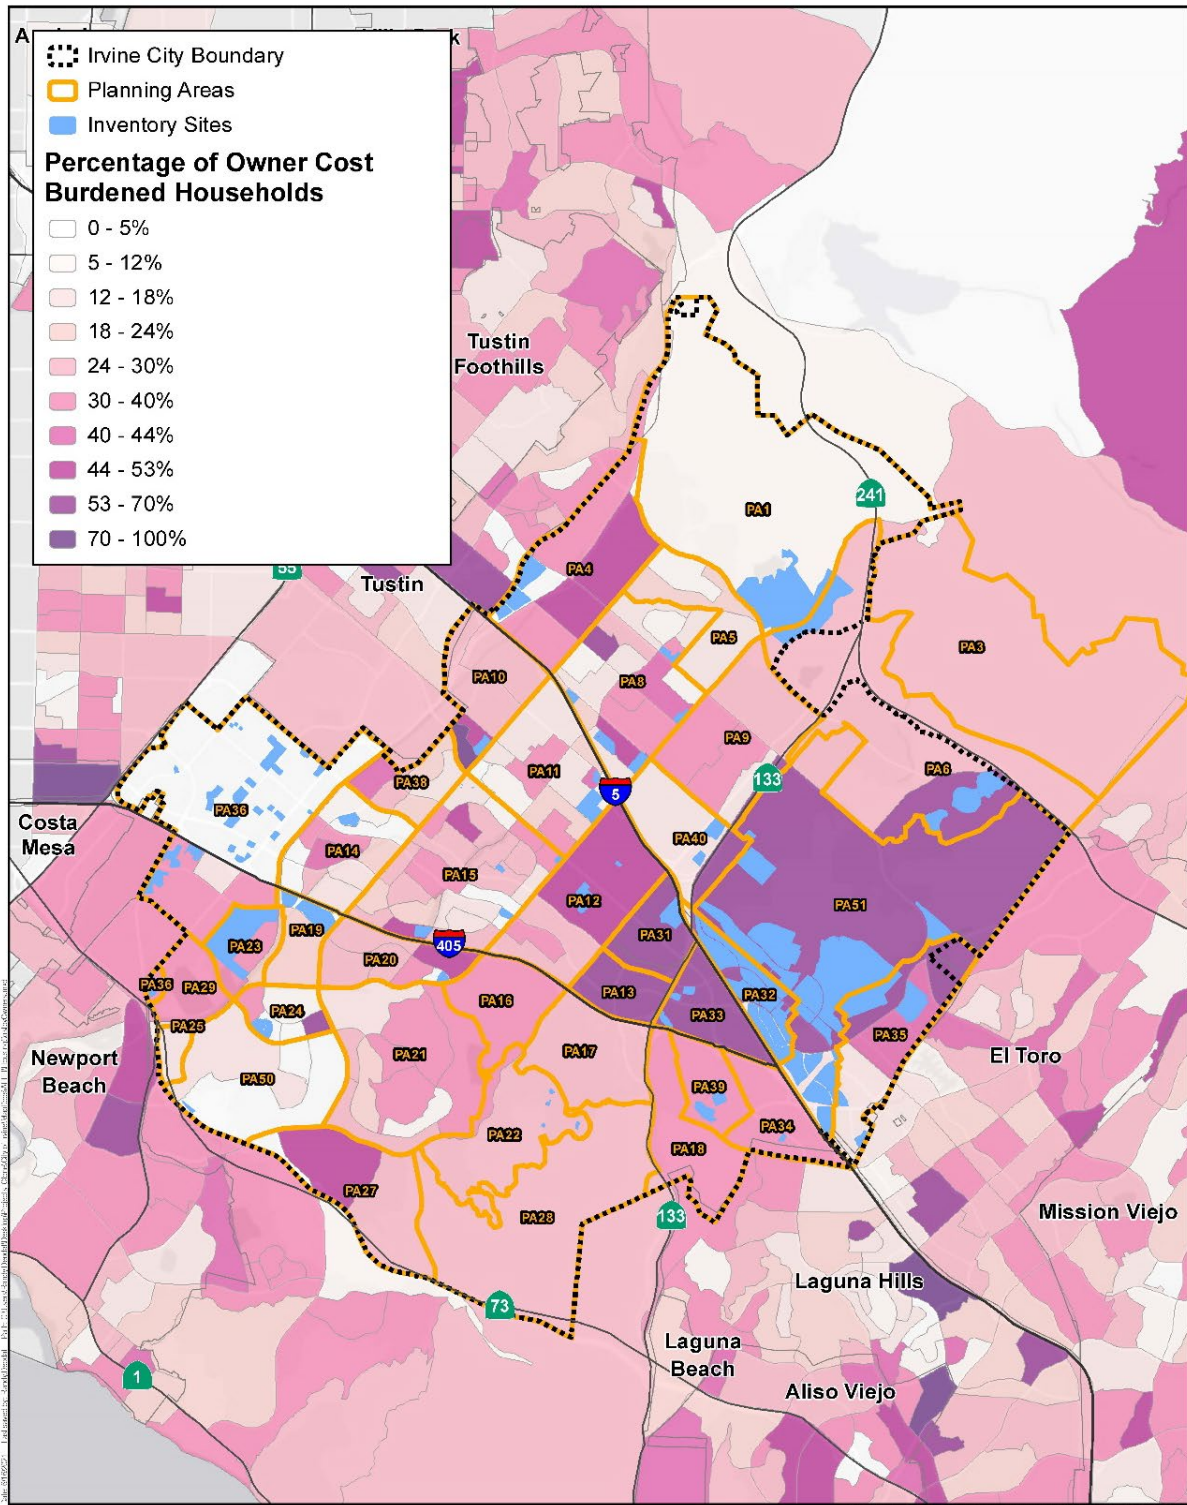 Irvine City Boundary
Planning Areas
Inventory Sites
Percentage of Owner Cost
Burdened Households
0 - 5%
5 - 12%
12 - 18%
18 - 24%
24 - 30%
30 - 40%
40 - 44%
44 - 53%
53 - 70%
70 - 100%
Tustin
Foothills
241
PA1
55
Tustin
PA4
PA5
PA3
PA10
PA8
PA9
PA6
PA38
PA11
133
5
PA36
Costa
Mesa
PA40
PA14
PA15
PA12
PA51
PA19
PA23
405
PA31
PA20
PA36
PA29
PA16
PA13
PA32
PA24
PA33
PA25
PA35
Newport
Beach
PA21
PA17
El Toro
PA50
PA39
PA22
PA34
PA18
PA27
PA28
133
Mission Viejo
Laguna Hills
73
Laguna
Beach
1
Aliso Viejo